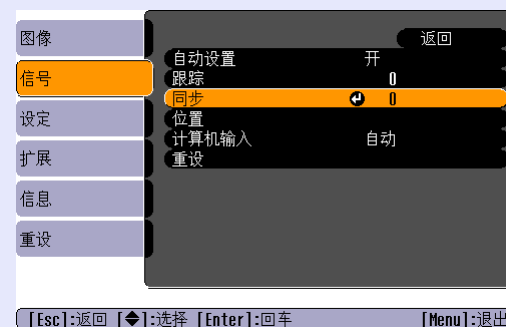 图像
信号
设定
扩展
信息
重设
返回
自动设置 开
跟踪 0
同步 0
位置
计算机输入 自动
重设
[Esc]:返回 [◆]:选择 [Enter]:回车 [Menu]:退出